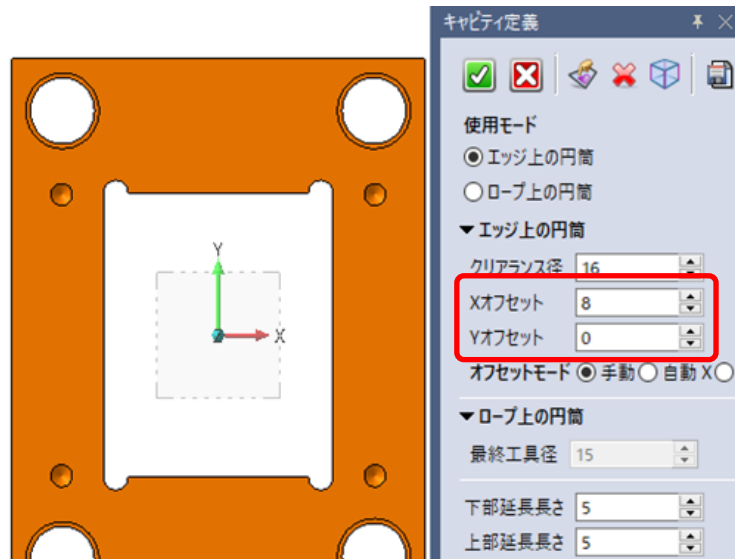 キャビティ定義
使用モード
エッジ上の円筒
ロープ上の円筒
エッジ上の円筒
クリアランス径 16
Xオフセット 8
Yオフセット 0
オフセットモード 手動 自動 X
ロープ上の円筒
最終工具径 15
下部延長長さ 5
上部延長長さ 5
Y
X